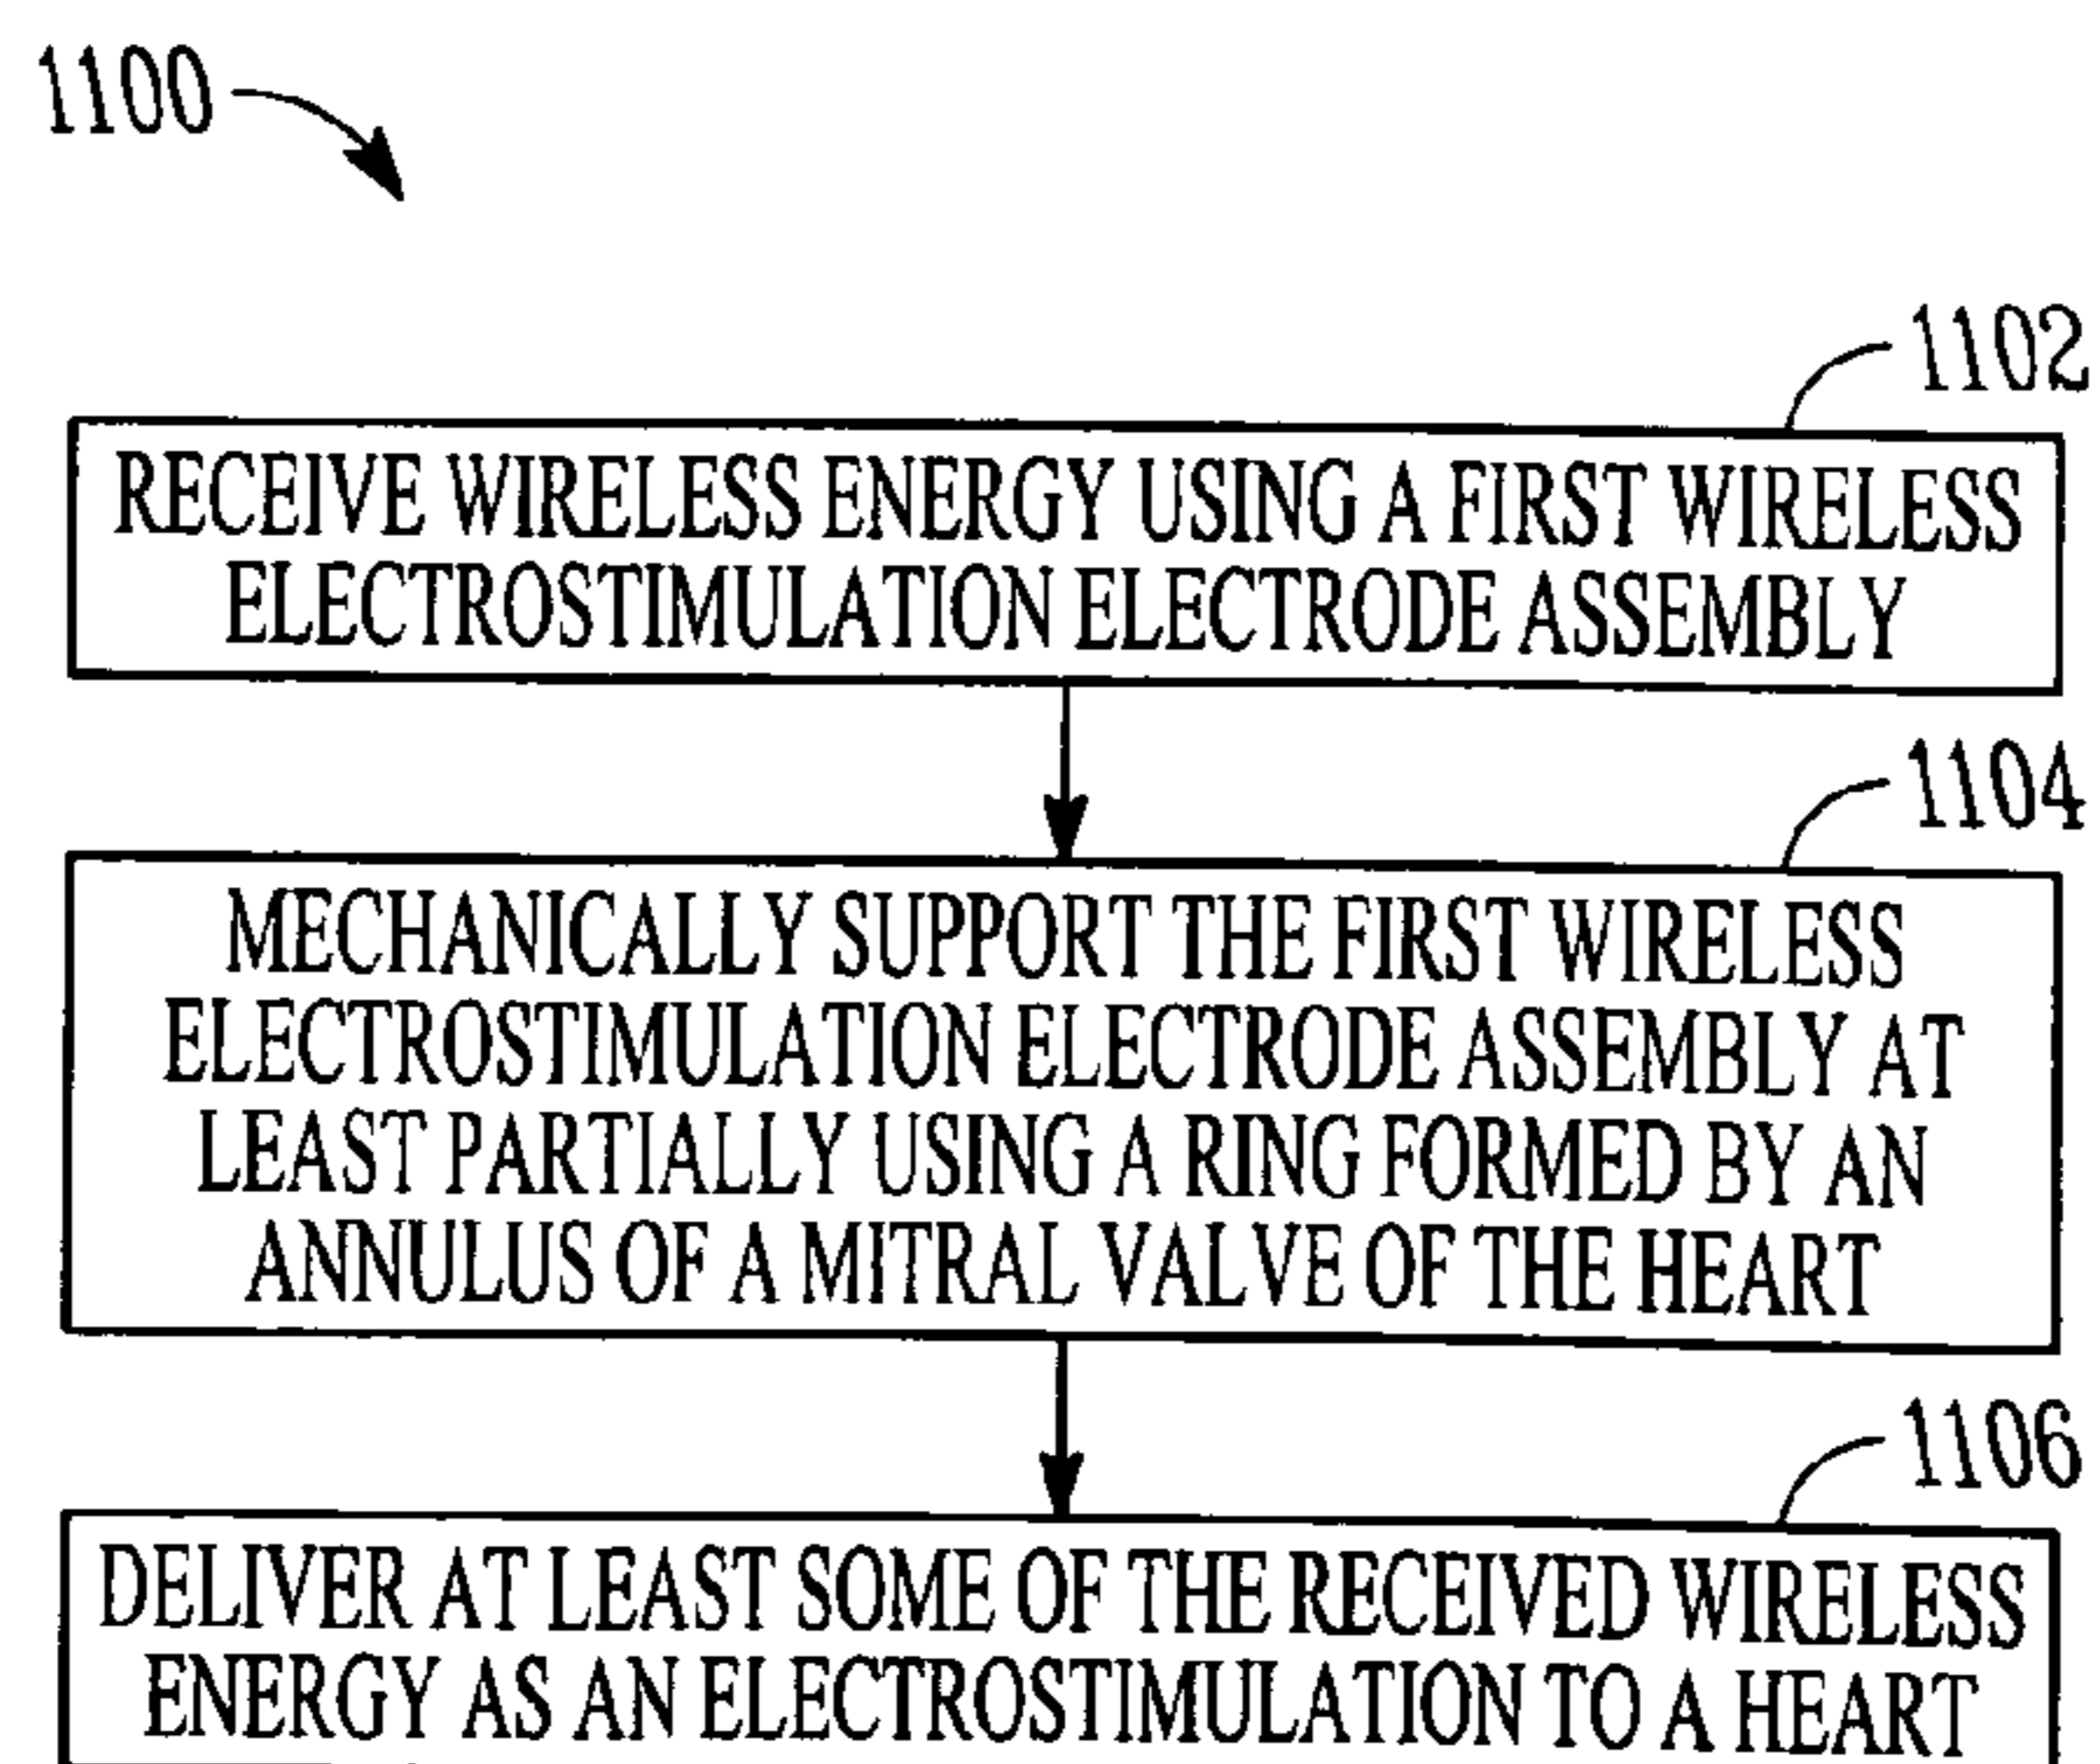 1100
1102
RECEIVE WIRELESS ENERGY USING A FIRST WIRELESS
ELECTROSTIMULATION ELECTRODE ASSEMBLY
1104
MECHANICALLY SUPPORT THE FIRST WIRELESS
ELECTROSTIMULATION ELECTRODE ASSEMBLY AT
LEAST PARTIALLY USING A RING FORMED BY AN
ANNULUS OF A MITRAL VALVE OF THE HEART
1106
DELIVER AT LEAST SOME OF THE RECEIVED WIRELESS
ENERGY AS AN ELECTROSTIMULATION TO A HEART